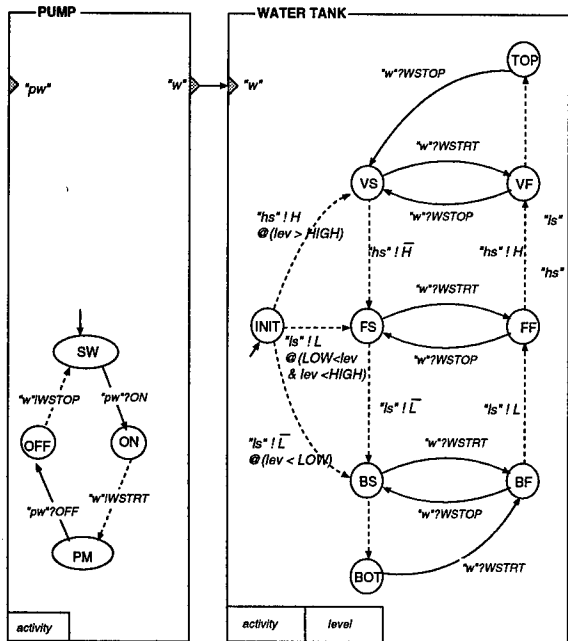 PUMP
"pw"
"w"
SW
"w"!WSTOP
"pw"?ON
OFF
ON
"pw"?OFF
"w"!WSTRT
PM
activity
WATER TANK
"w"
TOP
"w"?WSTOP
"w"?WSTRT
VS
VF
"w"?WSTOP
"ls"
"hs" ! H
@(lev > HIGH)
"hs" ! H̅
"hs" ! H
"hs"
"w"?WSTRT
INIT
FS
FF
"ls" ! L
@(LOW<lev
& lev <HIGH)
"w"?WSTOP
"ls" ! L̅
"ls" ! L
"ls" ! L̅
@(lev < LOW)
"w"?WSTRT
BS
BF
"w"?WSTOP
BOT
"w"?WSTRT
activity
level